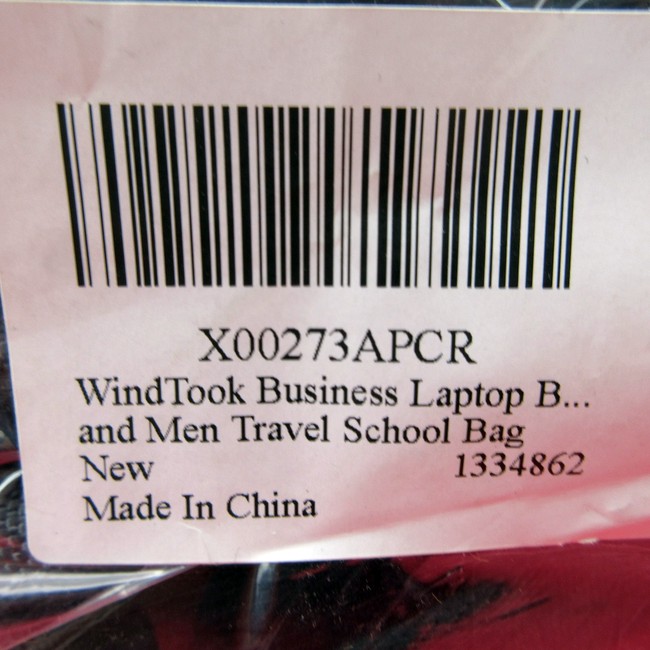 X00273APCR
WindTook Business Laptop B...
and Men Travel School Bag
New 1334862
Made In China